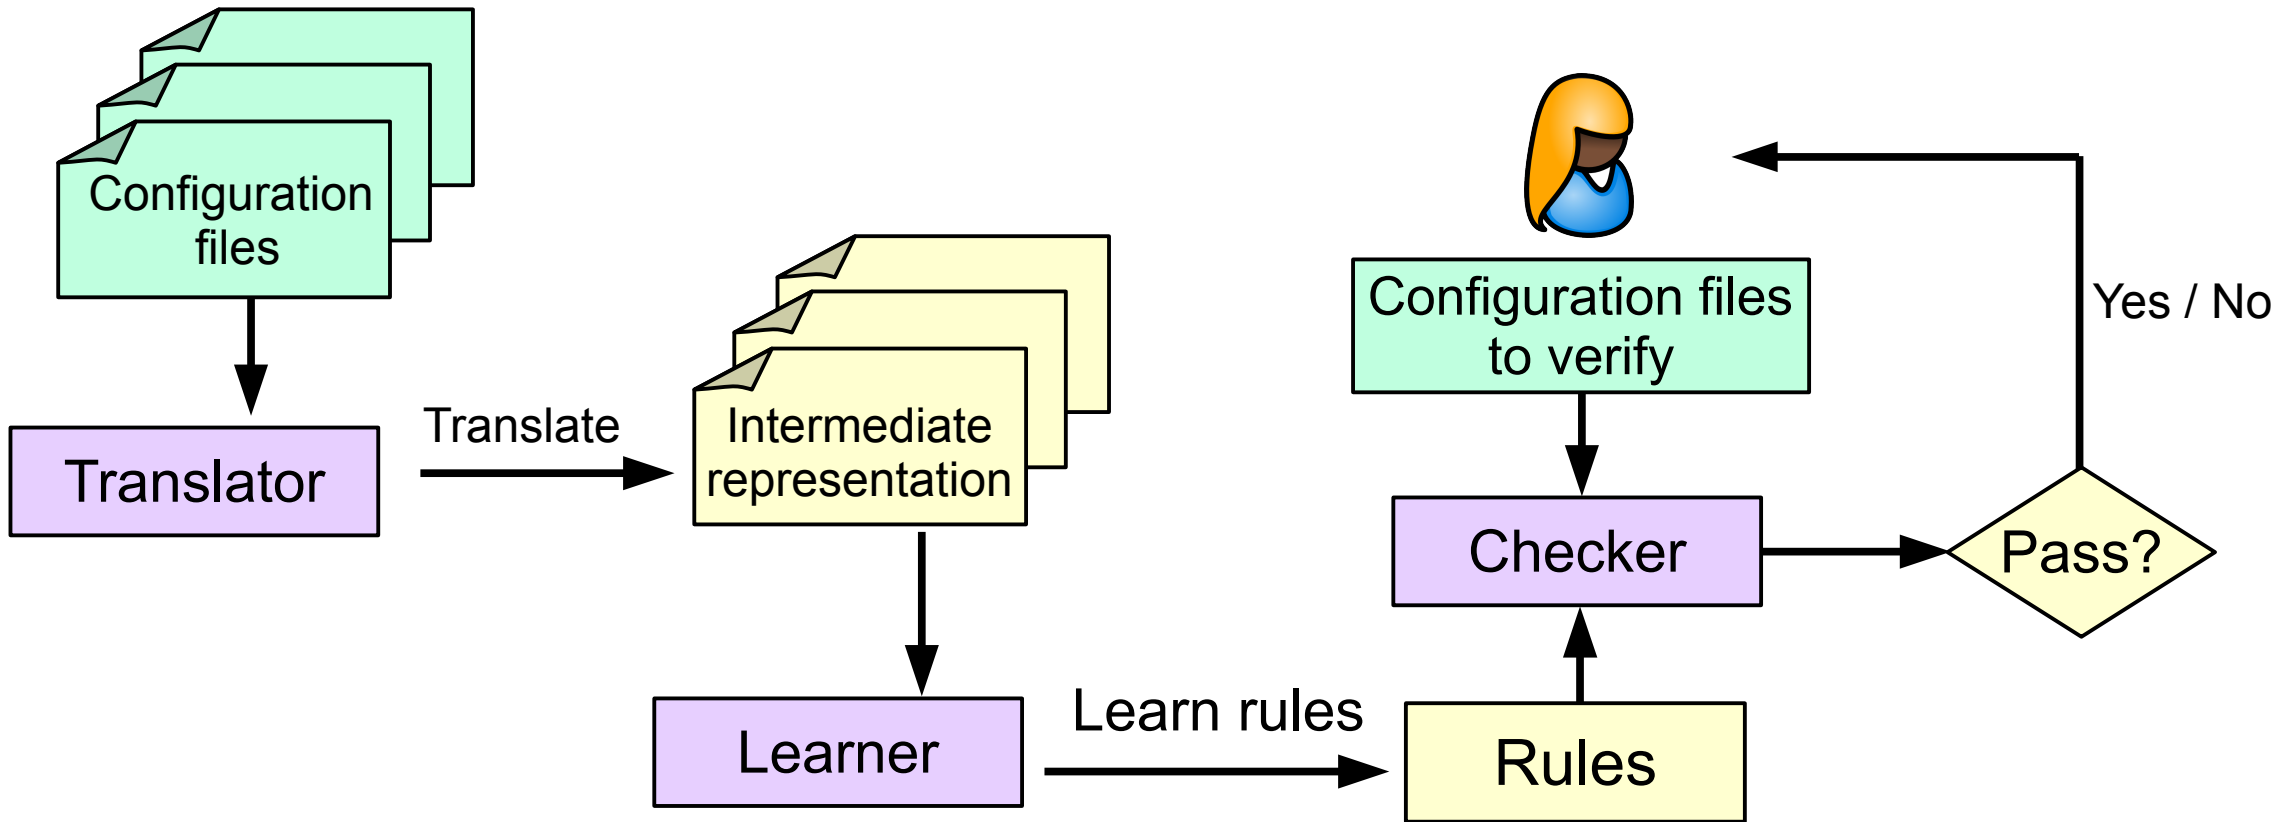 Configuration
files
Translator
Translate
Intermediate
representation
Learner
Learn rules
Rules
Configuration files
to verify
Checker
Pass?
Yes / No